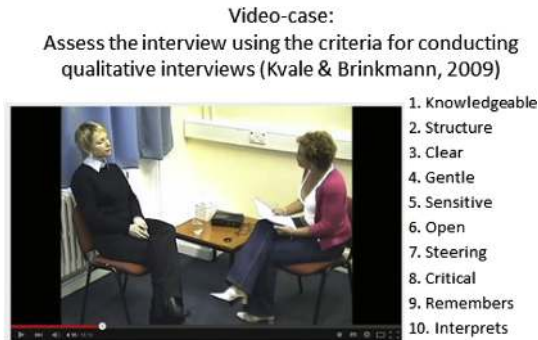 Video-case:
Assess the interview using the criteria for conducting
qualitative interviews (Kvale & Brinkmann, 2009)
1. Knowledgeable
2. Structure
3. Clear
4. Gentle
5. Sensitive
6. Open
7. Steering
8. Critical
9. Remembers
10. Interprets